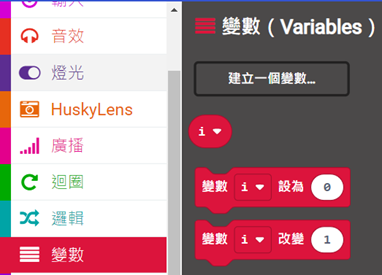 輸入
音效
燈光
HuskyLens
廣播
迴圈
邏輯
變數
變數（Variables）
建立一個變數...
i
變數 i 設為 0
變數 i 改變 1